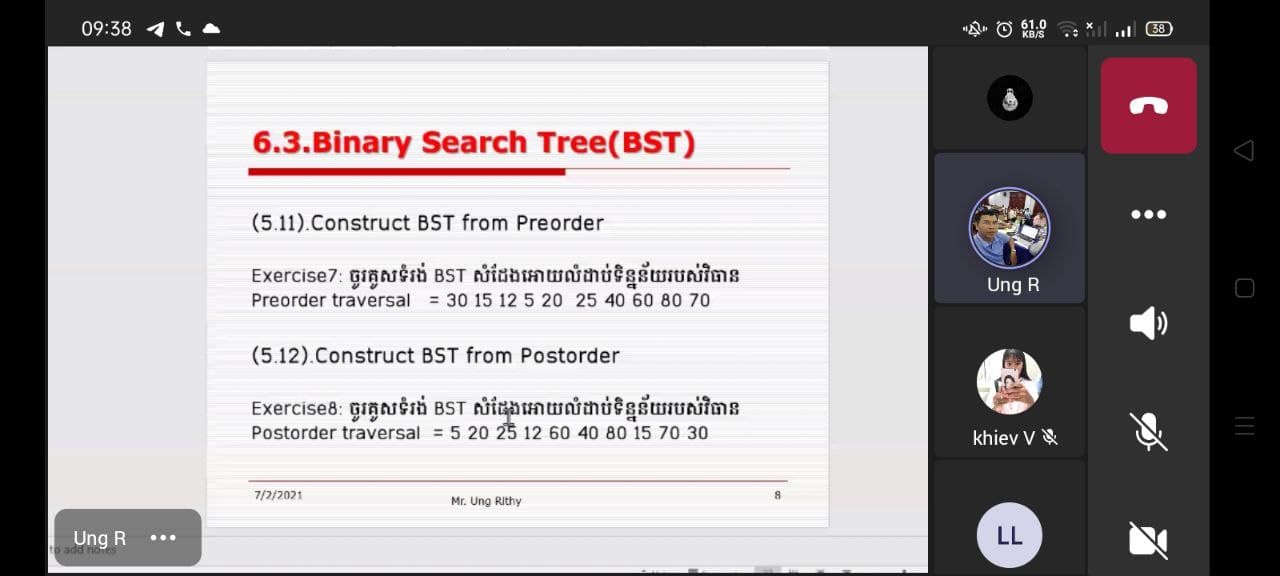 09:38
61.0
KB/S
38
6.3.Binary Search Tree(BST)
(5.11).Construct BST from Preorder
Exercise7: ចូរគូសទំរង់ BST សំដែងអោយលំដាប់ទិន្នន័យរបស់វិធាន
Preorder traversal = 30 15 12 5 20 25 40 60 80 70
(5.12).Construct BST from Postorder
Exercise8: ចូរគូសទំរង់ BST សំដែងអោយលំដាប់ទិន្នន័យរបស់វិធាន
Postorder traversal = 5 20 25 12 60 40 80 15 70 30
7/2/2021
Mr. Ung Rithy
8
Ung R
to add notes
Ung R
khiev V
LL